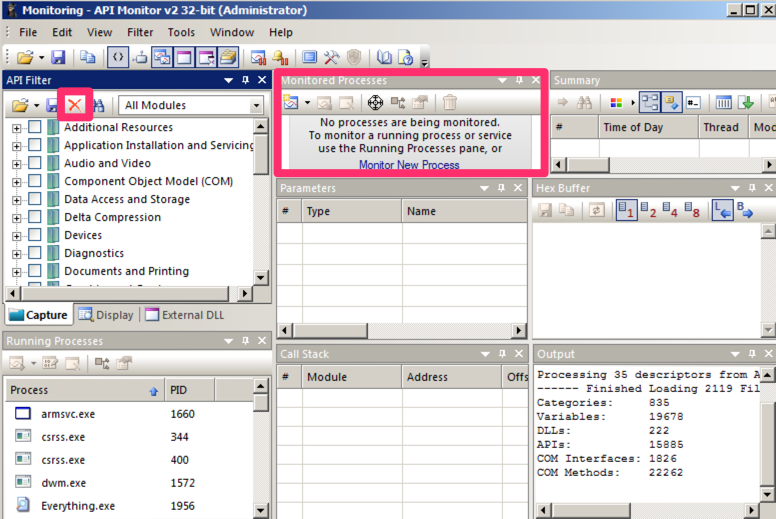 Monitoring - API Monitor v2 32-bit (Administrator)
File Edit View Filter Tools Window Help
API Filter
All Modules
Additional Resources
Application Installation and Servicing
Audio and Video
Component Object Model (COM)
Data Access and Storage
Delta Compression
Devices
Diagnostics
Documents and Printing
Capture Display External DLL
Running Processes
Process PID
armsvc.exe 1660
csrss.exe 344
csrss.exe 400
dwm.exe 1572
Everything.exe 1956
Monitored Processes
No processes are being monitored.
To monitor a running process or service
use the Running Processes pane, or
Monitor New Process
Parameters
# Type Name
Call Stack
# Module Address Offs
Summary
# Time of Day Thread Mod
Hex Buffer
1 2 4 8 L B
Output
Processing 35 descriptors from A
------ Finished Loading 2119 Fil
Categories: 835
Variables: 19678
DLLs: 222
APIs: 15885
COM Interfaces: 1826
COM Methods: 22262